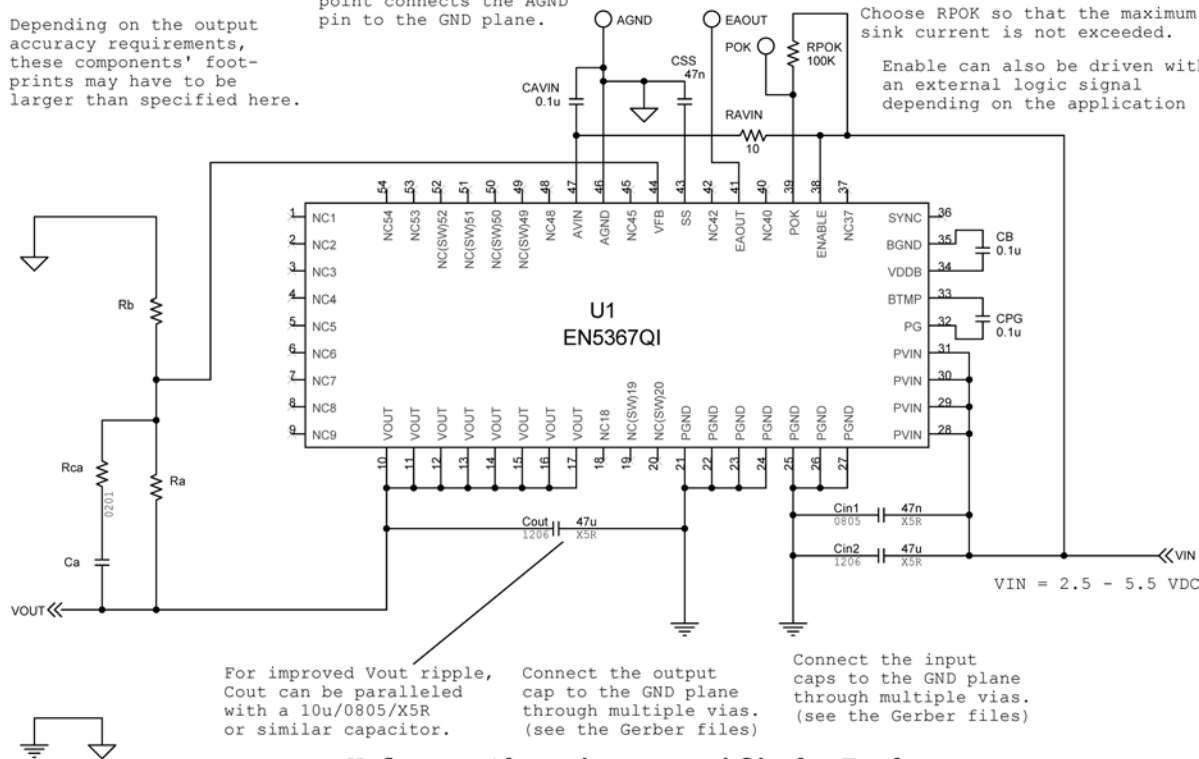 Depending on the output
accuracy requirements,
these components' foot-
prints may have to be
larger than specified here.
point connects the AGND
pin to the GND plane.
AGND
EAOUT
POK
RPOK
100K
Choose RPOK so that the maximum
sink current is not exceeded.
Enable can also be driven with
an external logic signal
depending on the application
CAVIN
0.1u
CSS
47n
RAVIN
10
54 53 52 51 50 49 48 47 46 45 44 43 42 41 40 39 38 37
NC54 NC53 NC(SW)52 NC(SW)51 NC(SW)50 NC(SW)49 NC48 AVIN AGND NC45 VFB SS NC42 EAOUT NC40 POK ENABLE NC37
1 NC1
2 NC2
3 NC3
4 NC4
5 NC5
6 NC6
7 NC7
8 NC8
9 NC9
U1
EN5367QI
SYNC 36
BGND 35
VDDB 34
BTMP 33
PG 32
PVIN 31
PVIN 30
PVIN 29
PVIN 28
CB
0.1u
CPG
0.1u
VOUT VOUT VOUT VOUT VOUT VOUT VOUT VOUT NC18 NC(SW)19 NC(SW)20 PGND PGND PGND PGND PGND PGND PGND
10 11 12 13 14 15 16 17 18 19 20 21 22 23 24 25 26 27
Rb
Rca
0201
Ra
Ca
VOUT
Cout 47u
1206 X5R
Cin1 47n
0805 X5R
Cin2 47u
1206 X5R
VIN
VIN = 2.5 - 5.5 VDC
For improved Vout ripple,
Cout can be paralleled
with a 10u/0805/X5R
or similar capacitor.
Connect the output
cap to the GND plane
through multiple vias.
(see the Gerber files)
Connect the input
caps to the GND plane
through multiple vias.
(see the Gerber files)